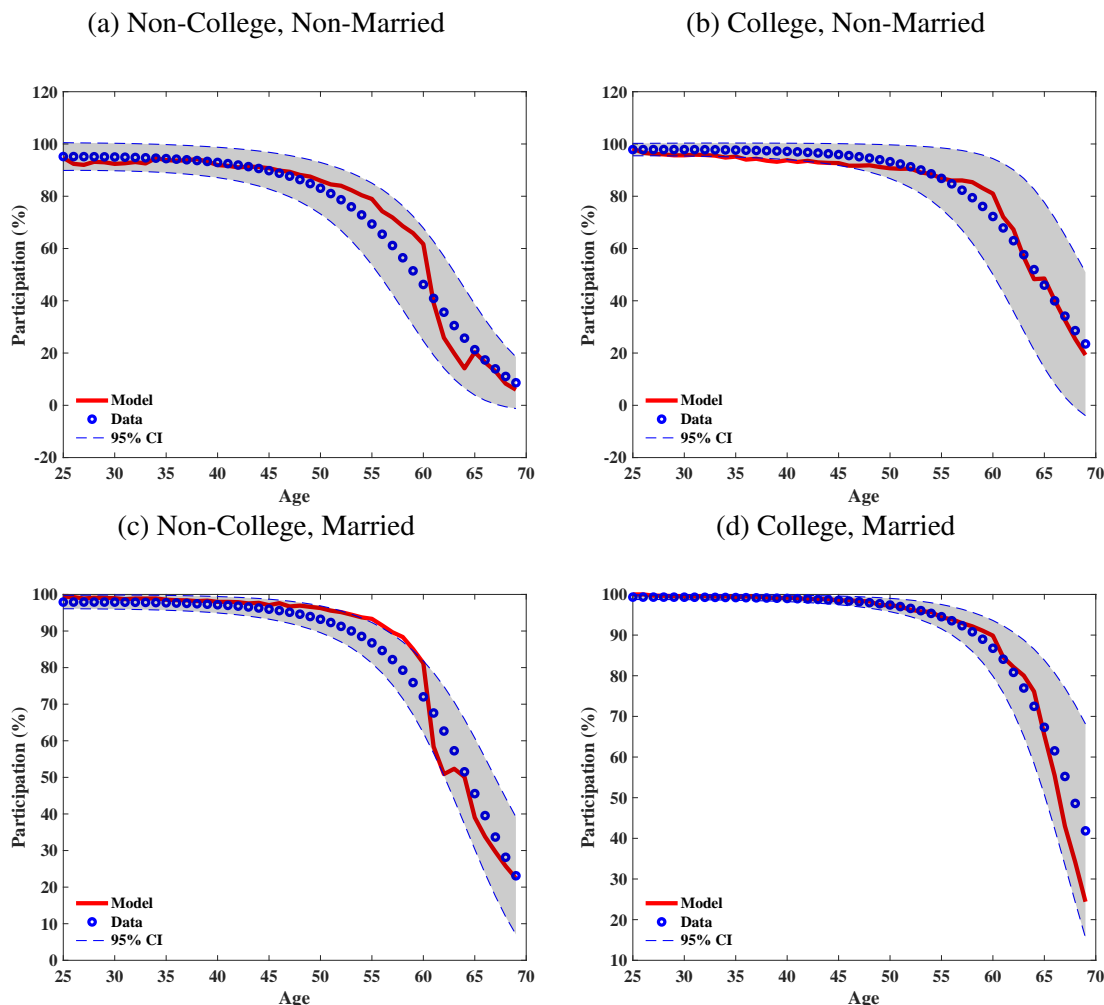 (a) Non-College, Non-Married
120
100
80
60
40
20
0
-20
25 30 35 40 45 50 55 60 65 70
Participation (%)
Age
Model
Data
95% CI
(b) College, Non-Married
120
100
80
60
40
20
0
-20
25 30 35 40 45 50 55 60 65 70
Participation (%)
Age
Model
Data
95% CI
(c) Non-College, Married
100
90
80
70
60
50
40
30
20
10
0
25 30 35 40 45 50 55 60 65 70
Participation (%)
Age
Model
Data
95% CI
(d) College, Married
100
90
80
70
60
50
40
30
20
10
25 30 35 40 45 50 55 60 65 70
Participation (%)
Age
Model
Data
95% CI